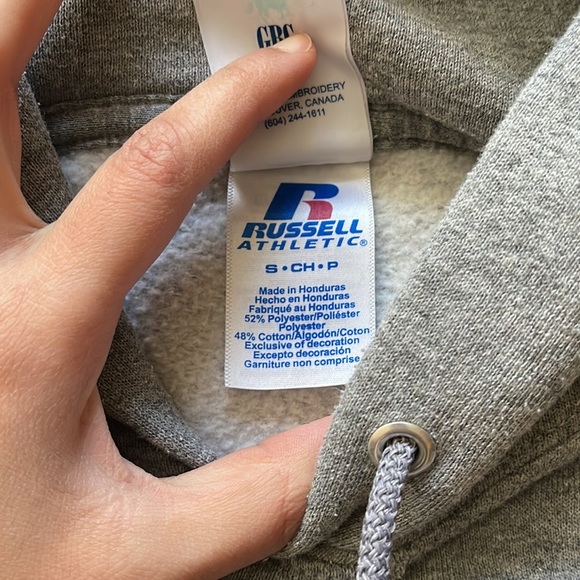 GBS
EMBROIDERY
VER, CANADA
(604) 244-1611
R
RUSSELL
ATHLETIC®
S • CH • P
Made in Honduras
Hecho en Honduras
Fabriqué au Honduras
52% Polyester/Poliéster
Polyester
48% Cotton/Algodón/Coton
Exclusive of decoration
Excepto decoración
Garniture non comprise